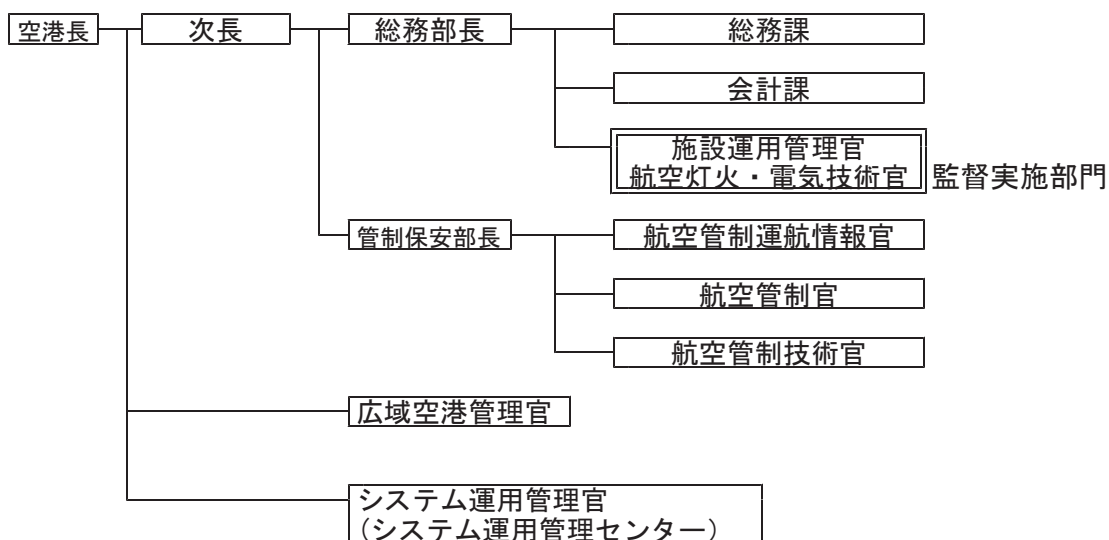 空港長
次長
総務部長
総務課
会計課
施設運用管理官
航空灯火・電気技術官
監督実施部門
管制保安部長
航空管制運航情報官
航空管制官
航空管制技術官
広域空港管理官
システム運用管理官
(システム運用管理センター)